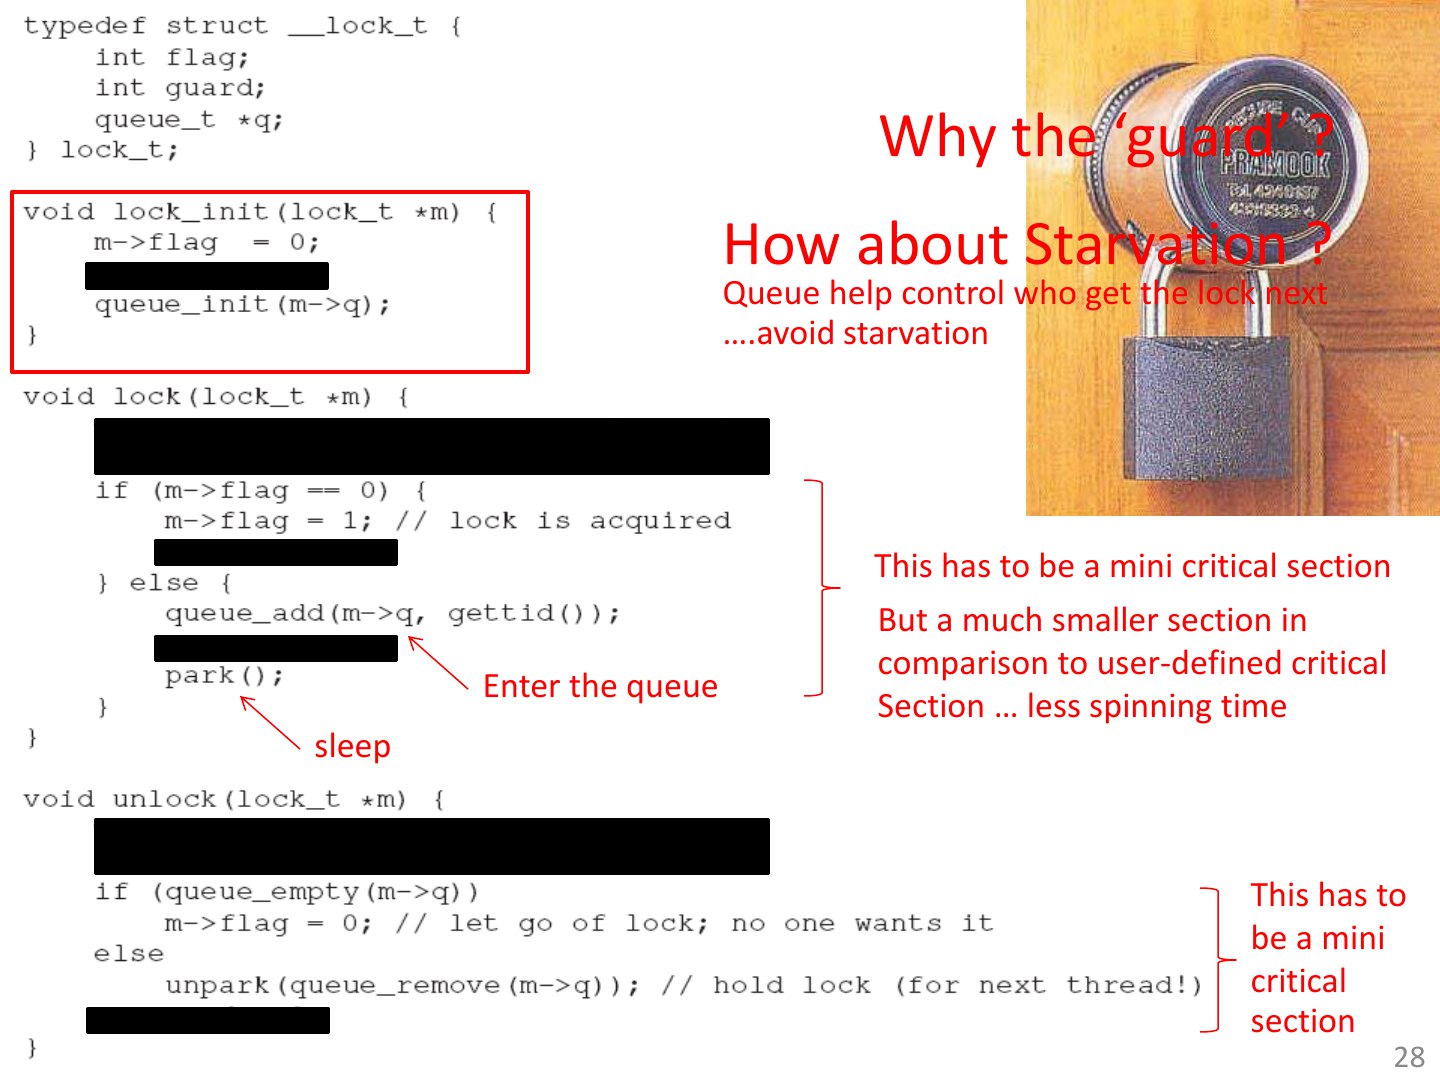 typedef struct __lock_t {
int flag;
int guard;
queue_t *q;
} lock_t;
void lock_init(lock_t *m) {
m->flag = 0;
queue_init(m->q);
}
void lock(lock_t *m) {
if (m->flag == 0) {
m->flag = 1; // lock is acquired
} else {
queue_add(m->q, gettid());
park();
}
}
Enter the queue
sleep
void unlock(lock_t *m) {
if (queue_empty(m->q))
m->flag = 0; // let go of lock; no one wants it
else
unpark(queue_remove(m->q)); // hold lock (for next thread!)
}
Why the ‘guard’ ?
How about Starvation ?
Queue help control who get the lock next
....avoid starvation
PRAMOOK
This has to be a mini critical section
But a much smaller section in
comparison to user-defined critical
Section ... less spinning time
This has to
be a mini
critical
section
28